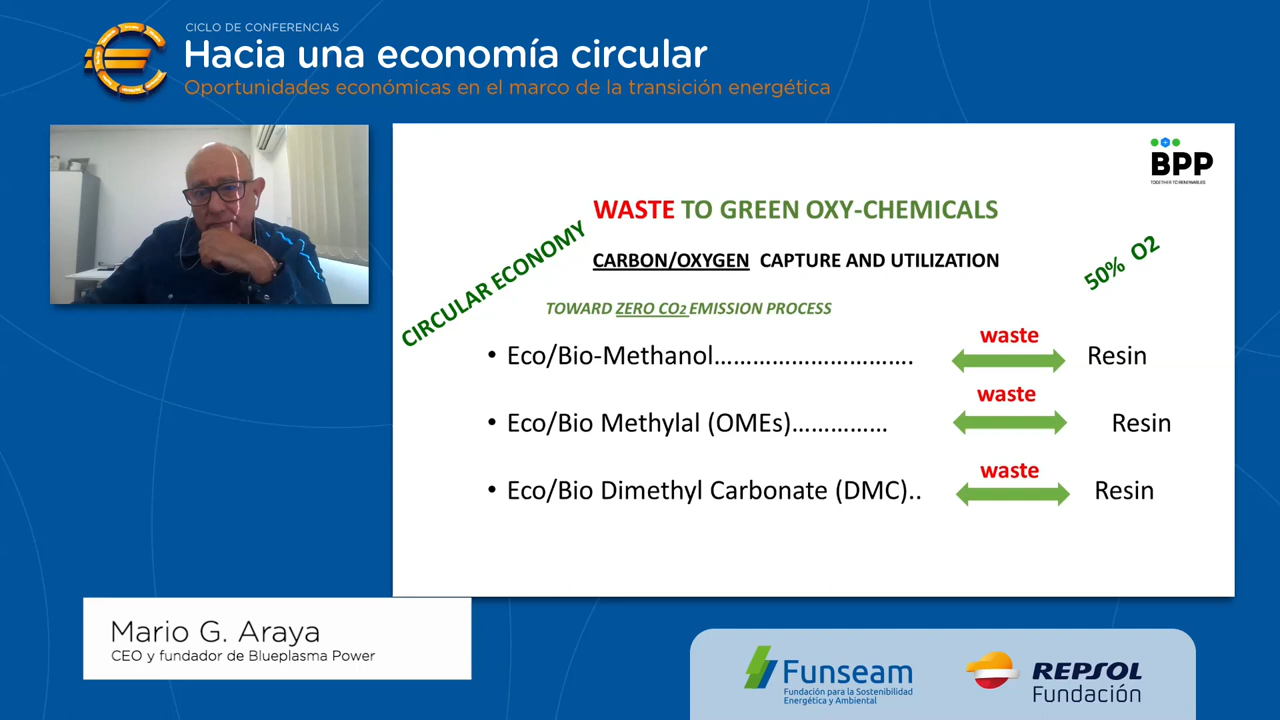 CICLO DE CONFERENCIAS
Hacia una economía circular
Oportunidades económicas en el marco de la transición energética
BPP
TOGETHER TO RENEWABLES
WASTE TO GREEN OXY-CHEMICALS
CIRCULAR ECONOMY
CARBON/OXYGEN CAPTURE AND UTILIZATION
50% O2
TOWARD ZERO CO2 EMISSION PROCESS
• Eco/Bio-Methanol…………………………. waste Resin
• Eco/Bio Methylal (OMEs)…………… waste Resin
• Eco/Bio Dimethyl Carbonate (DMC).. waste Resin
Mario G. Araya
CEO y fundador de Blueplasma Power
Funseam
Fundación para la Sostenibilidad
Energética y Ambiental
REPSOL
Fundación